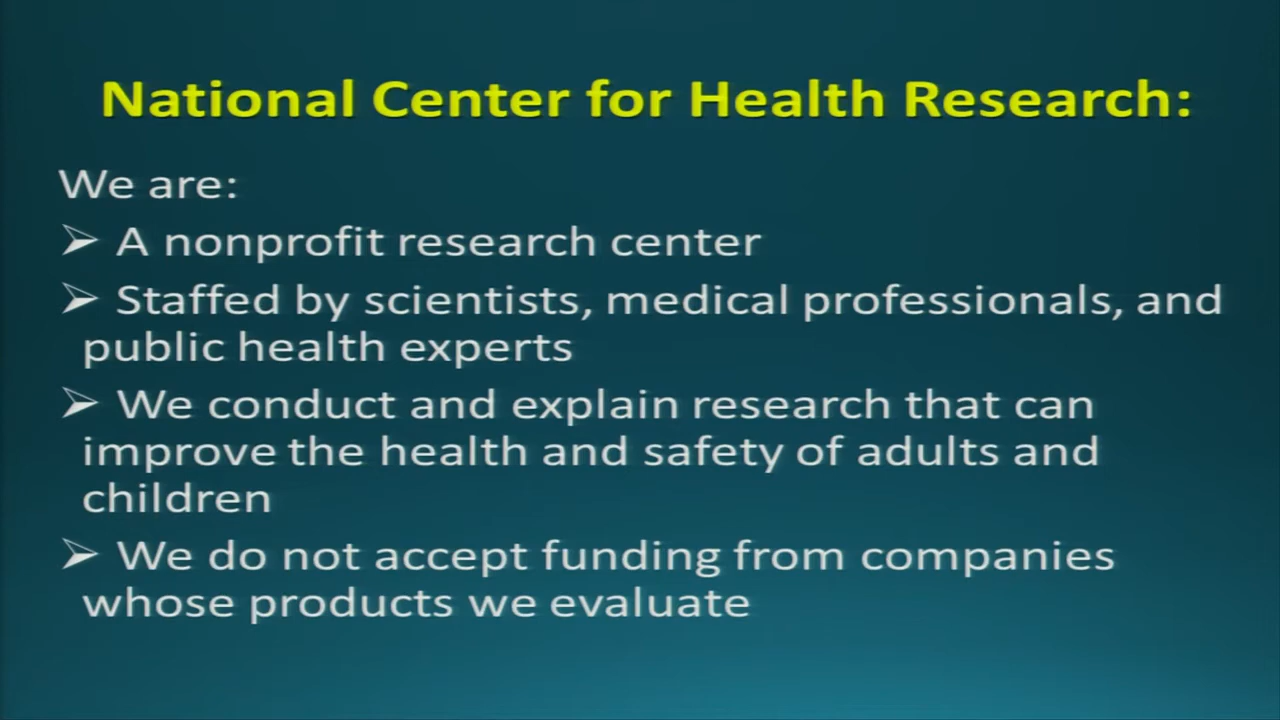 National Center for Health Research:
We are:
➢ A nonprofit research center
➢ Staffed by scientists, medical professionals, and
public health experts
➢ We conduct and explain research that can
improve the health and safety of adults and
children
➢ We do not accept funding from companies
whose products we evaluate